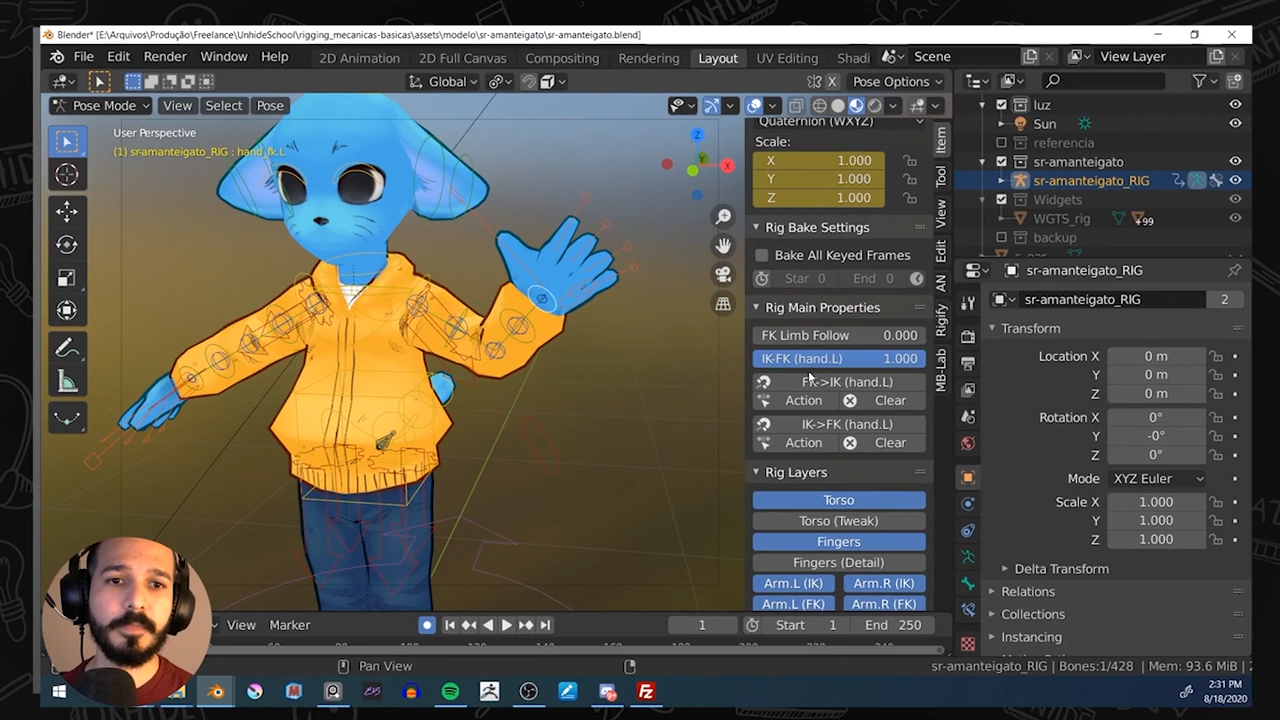 Blender* [E:\Arquivos\Produção\Freelance\UnhideSchool\rigging_mecanicas-basicas\assets\modelo\sr-amanteigato\sr-amanteigato.blend]
File Edit Render Window Help 2D Animation 2D Full Canvas Compositing Rendering Layout UV Editing Shadi Scene View Layer
Global X Pose Options
Pose Mode View Select Pose
User Perspective
(1) sr-amanteigato_RIG : hand_fk.L
Z
Y
X
Quaternion (WXYZ)
Scale:
X 1.000
Y 1.000
Z 1.000
Rig Bake Settings
Bake All Keyed Frames
Start 0 End 0
Rig Main Properties
FK Limb Follow 0.000
IK-FK (hand.L) 1.000
FK->IK (hand.L)
Action Clear
IK->FK (hand.L)
Action Clear
Rig Layers
Torso
Torso (Tweak)
Fingers
Fingers (Detail)
Arm.L (IK) Arm.R (IK)
Arm.L (FK) Arm.R (FK)
Item
Tool
View
Edit
AN
Rigify
MB-Lab
luz
Sun
referencia
sr-amanteigato
sr-amanteigato_RIG
Widgets
WGTS_rig +99
backup
sr-amanteigato_RIG
sr-amanteigato_RIG 2
Transform
Location X 0 m
Y 0 m
Z 0 m
Rotation X 0°
Y -0°
Z 0°
Mode XYZ Euler
Scale X 1.000
Y 1.000
Z 1.000
Delta Transform
Relations
Collections
Instancing
View Marker 1 Start 1 End 250
Pan View
sr-amanteigato_RIG | Bones:1/428 | Mem: 93.6 MiB | 2
2:31 PM
8/18/2020